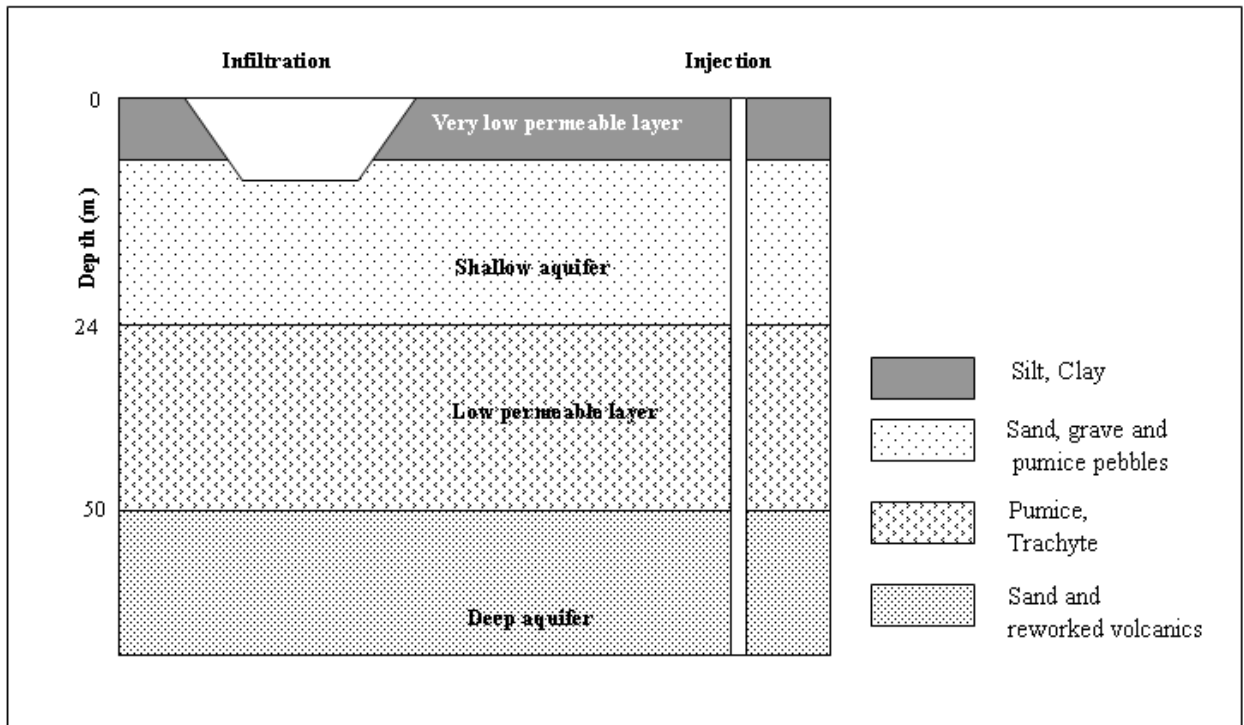 Infiltration
Injection
0
Very low permeable layer
Depth (m)
Shallow aquifer
24
Low permeable layer
50
Deep aquifer
Silt, Clay
Sand, grave and
pumice pebbles
Pumice,
Trachyte
Sand and
reworked volcanics